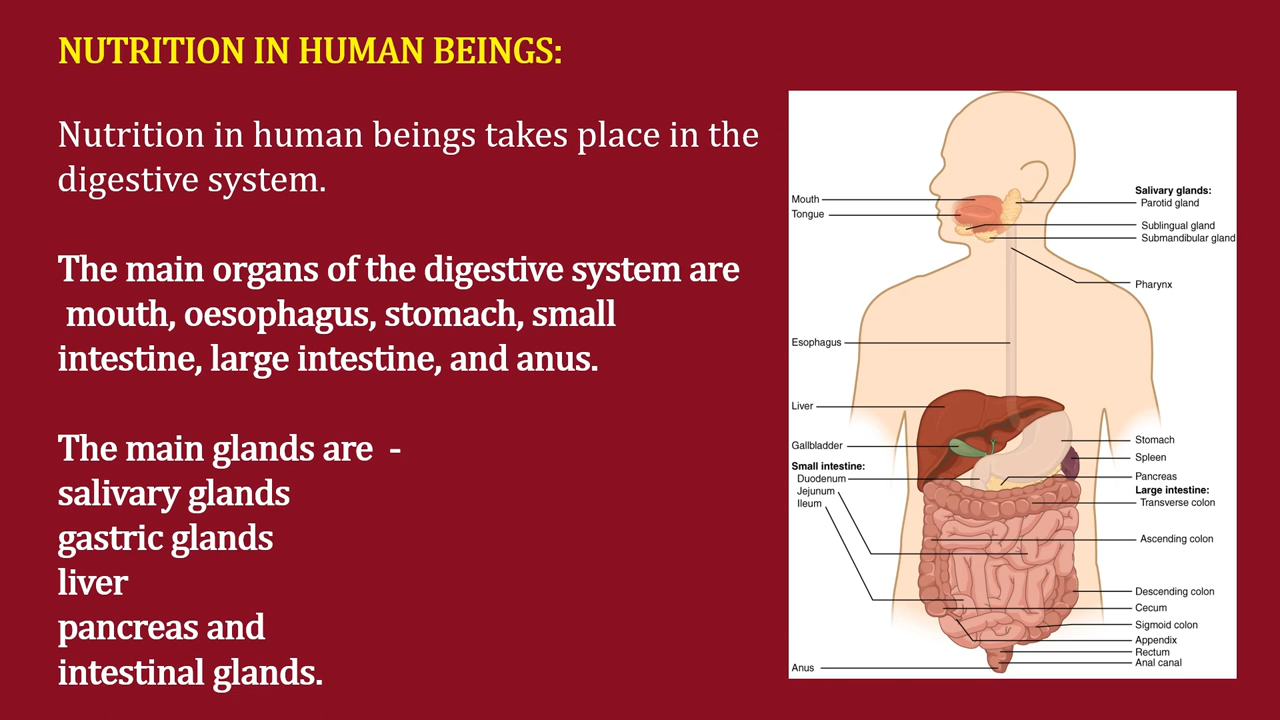 NUTRITION IN HUMAN BEINGS:
Nutrition in human beings takes place in the
digestive system.
The main organs of the digestive system are
mouth, oesophagus, stomach, small
intestine, large intestine, and anus.
The main glands are -
salivary glands
gastric glands
liver
pancreas and
intestinal glands.
Mouth
Tongue
Esophagus
Liver
Gallbladder
Small intestine:
Duodenum
Jejunum
Ileum
Anus
Salivary glands:
Parotid gland
Sublingual gland
Submandibular gland
Pharynx
Stomach
Spleen
Pancreas
Large intestine:
Transverse colon
Ascending colon
Descending colon
Cecum
Sigmoid colon
Appendix
Rectum
Anal canal